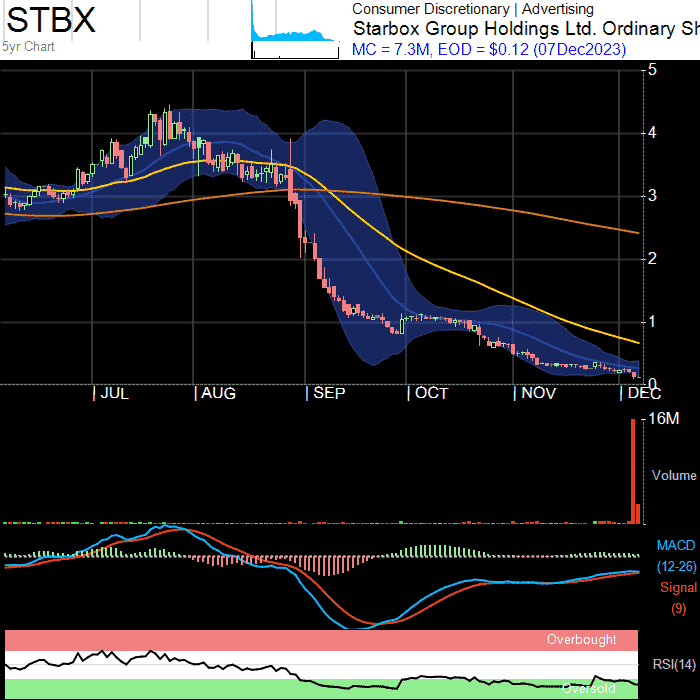 STBX
5yr Chart
Consumer Discretionary | Advertising
Starbox Group Holdings Ltd. Ordinary Sh
MC = 7.3M, EOD = $0.12 (07Dec2023)
5
4
3
2
1
0
| JUL | AUG | SEP | OCT | NOV | DEC
16M
Volume
MACD
(12-26)
Signal
(9)
Overbought
RSI(14)
Oversold